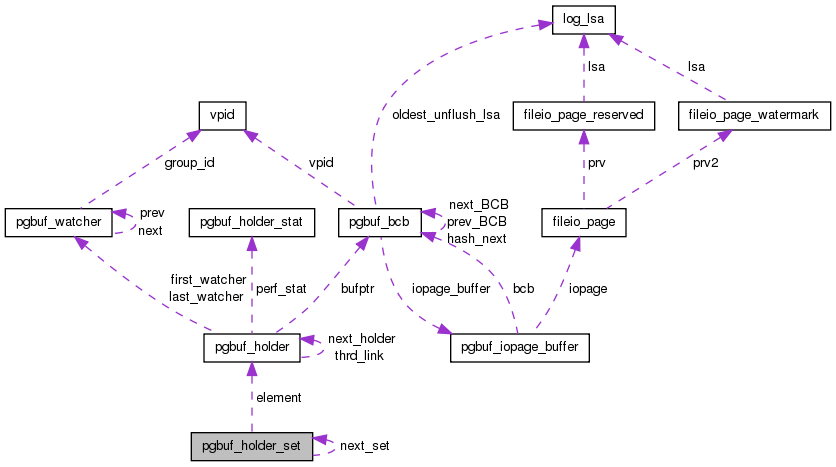 log_lsa
lsa
lsa
vpid
oldest_unflush_lsa
fileio_page_reserved
fileio_page_watermark
group_id
vpid
prv
prv2
pgbuf_watcher
prev
next
pgbuf_holder_stat
pgbuf_bcb
next_BCB
prev_BCB
hash_next
fileio_page
first_watcher
last_watcher
perf_stat
bufptr
iopage_buffer
bcb
iopage
pgbuf_holder
next_holder
thrd_link
pgbuf_iopage_buffer
element
pgbuf_holder_set
next_set